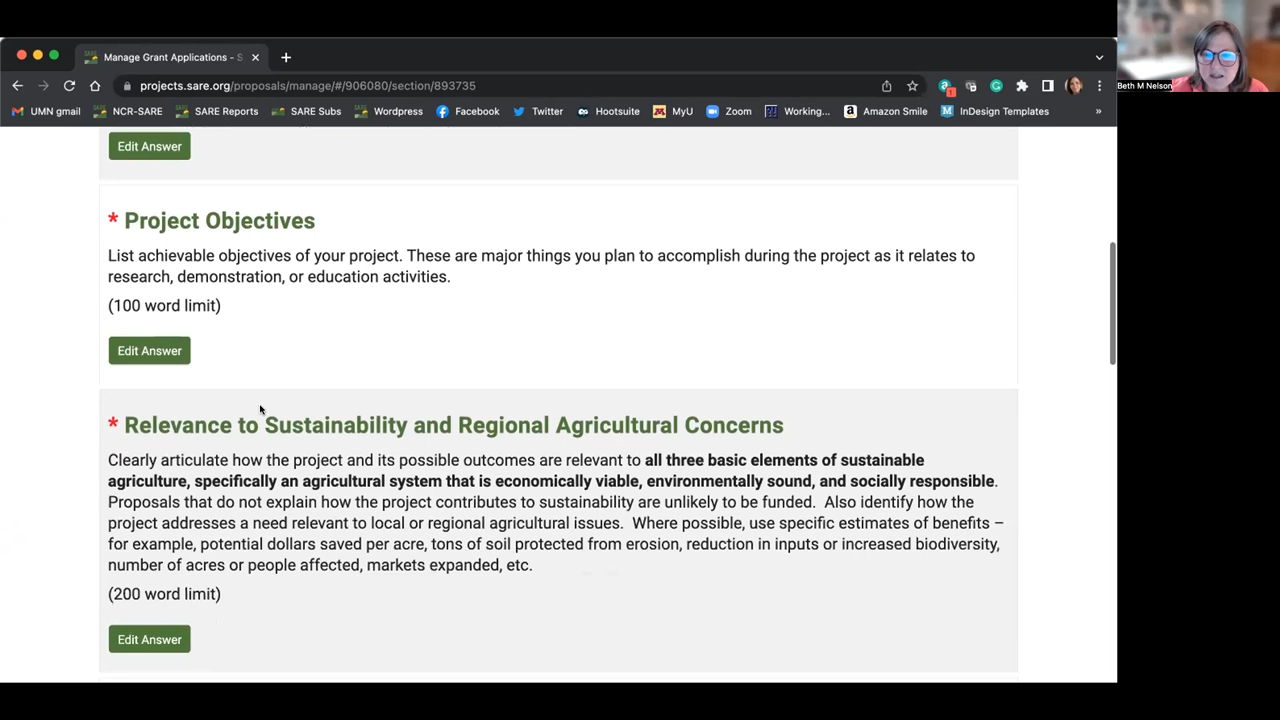 Manage Grant Applications - S
projects.sare.org/proposals/manage/#/906080/section/893735
UMN gmail NCR-SARE SARE Reports SARE Subs Wordpress Facebook Twitter Hootsuite MyU Zoom Working... Amazon Smile InDesign Templates »
Beth M Nelson
Edit Answer
* Project Objectives
List achievable objectives of your project. These are major things you plan to accomplish during the project as it relates to
research, demonstration, or education activities.
(100 word limit)
Edit Answer
* Relevance to Sustainability and Regional Agricultural Concerns
Clearly articulate how the project and its possible outcomes are relevant to all three basic elements of sustainable
agriculture, specifically an agricultural system that is economically viable, environmentally sound, and socially responsible.
Proposals that do not explain how the project contributes to sustainability are unlikely to be funded.  Also identify how the
project addresses a need relevant to local or regional agricultural issues.  Where possible, use specific estimates of benefits –
for example, potential dollars saved per acre, tons of soil protected from erosion, reduction in inputs or increased biodiversity,
number of acres or people affected, markets expanded, etc.
(200 word limit)
Edit Answer